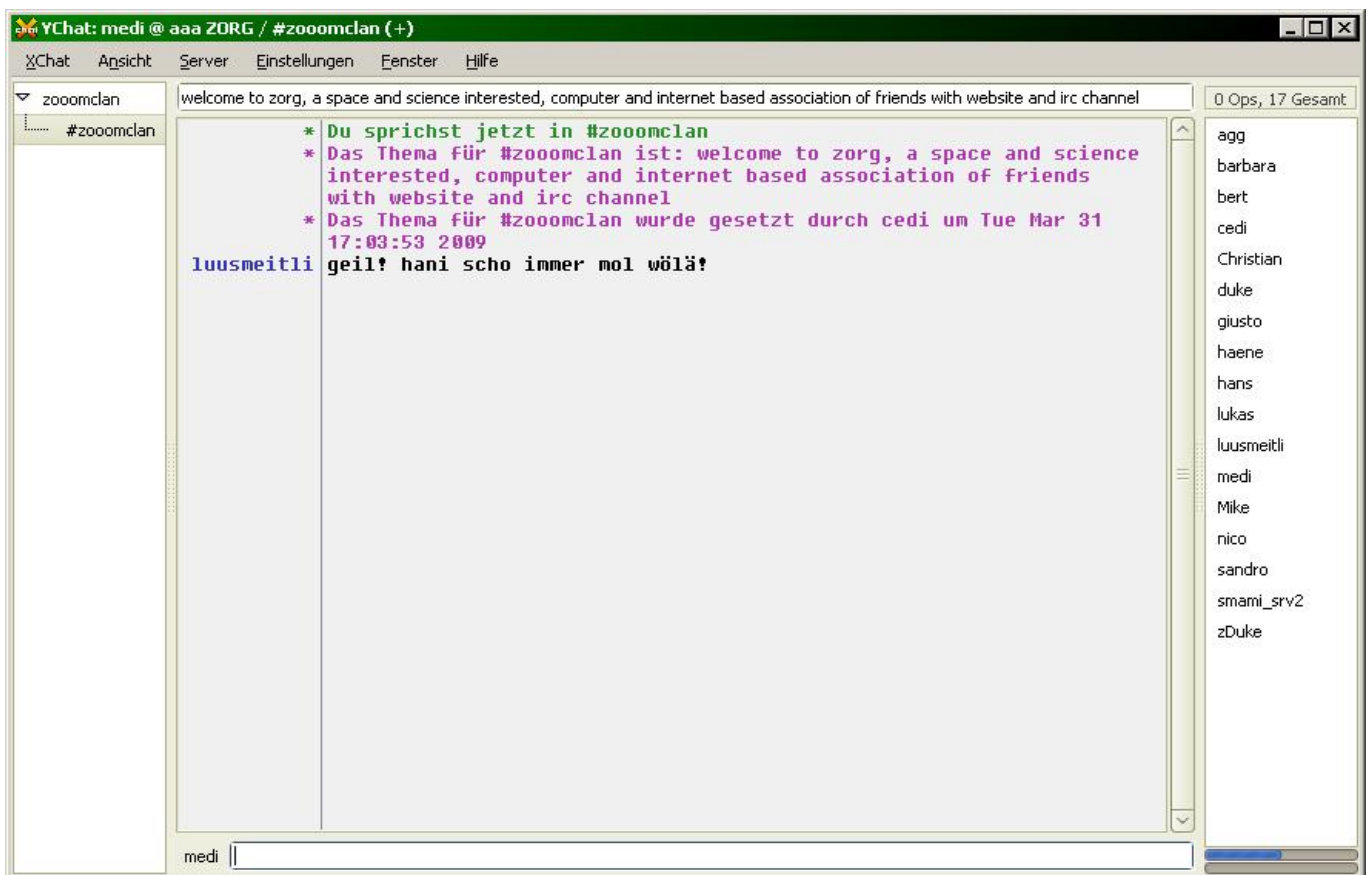 YChat: medi @ aaa ZORG / #zooomclan (+)
XChat Ansicht Server Einstellungen Fenster Hilfe
zooomclan
#zooomclan
welcome to zorg, a space and science interested, computer and internet based association of friends with website and irc channel
0 Ops, 17 Gesamt
* Du sprichst jetzt in #zooomclan
* Das Thema für #zooomclan ist: welcome to zorg, a space and science
interested, computer and internet based association of friends
with website and irc channel
* Das Thema für #zooomclan wurde gesetzt durch cedi um Tue Mar 31
17:03:53 2009
luusmeitli geil! hani scho immer mol wölä!
agg
barbara
bert
cedi
Christian
duke
giusto
haene
hans
lukas
luusmeitli
medi
Mike
nico
sandro
smami_srv2
zDuke
medi